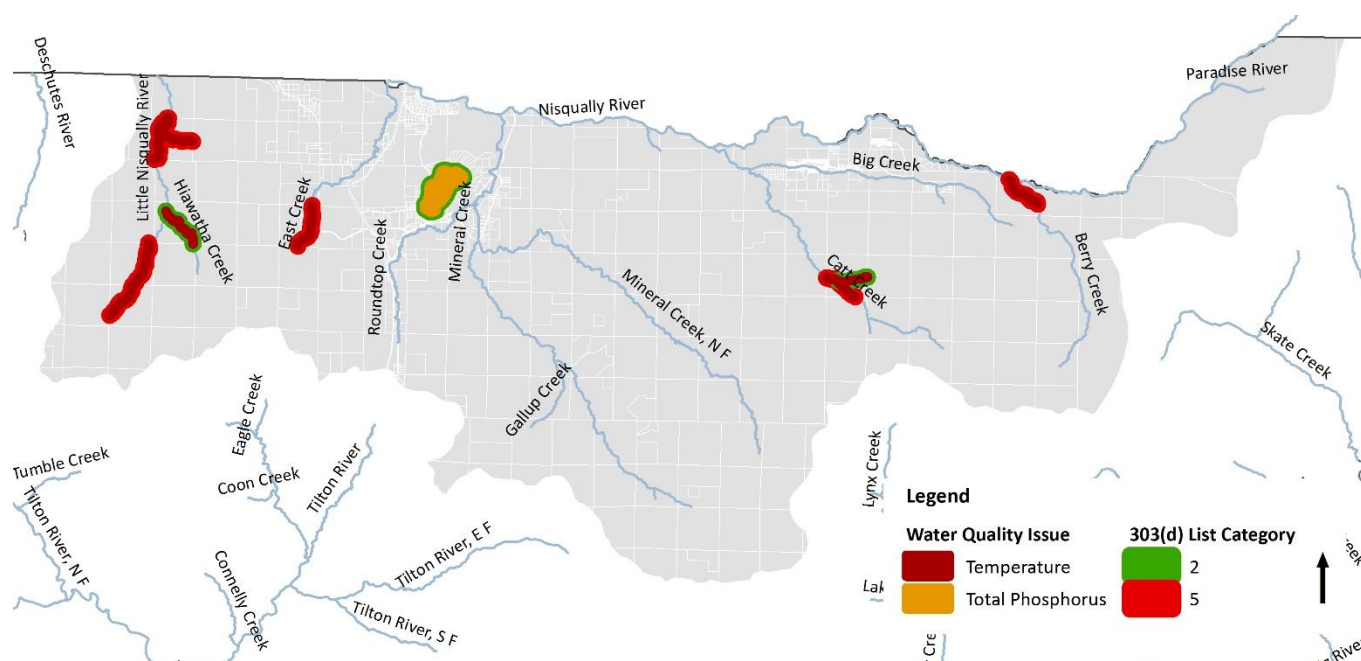 Deschutes River
Little Nisqually River
Hiawatha Creek
East Creek
Roundtop Creek
Mineral Creek
Nisqually River
Mineral Creek, N F
Gallup Creek
Big Creek
Catt Creek
Berry Creek
Paradise River
Skate Creek
Eagle Creek
Coon Creek
Tilton River
Tumble Creek
Tilton River, N F
Connelly Creek
Tilton River, E F
Tilton River, S F
Lynx Creek
Legend
Water Quality Issue
303(d) List Category
Temperature
2
Total Phosphorus
5